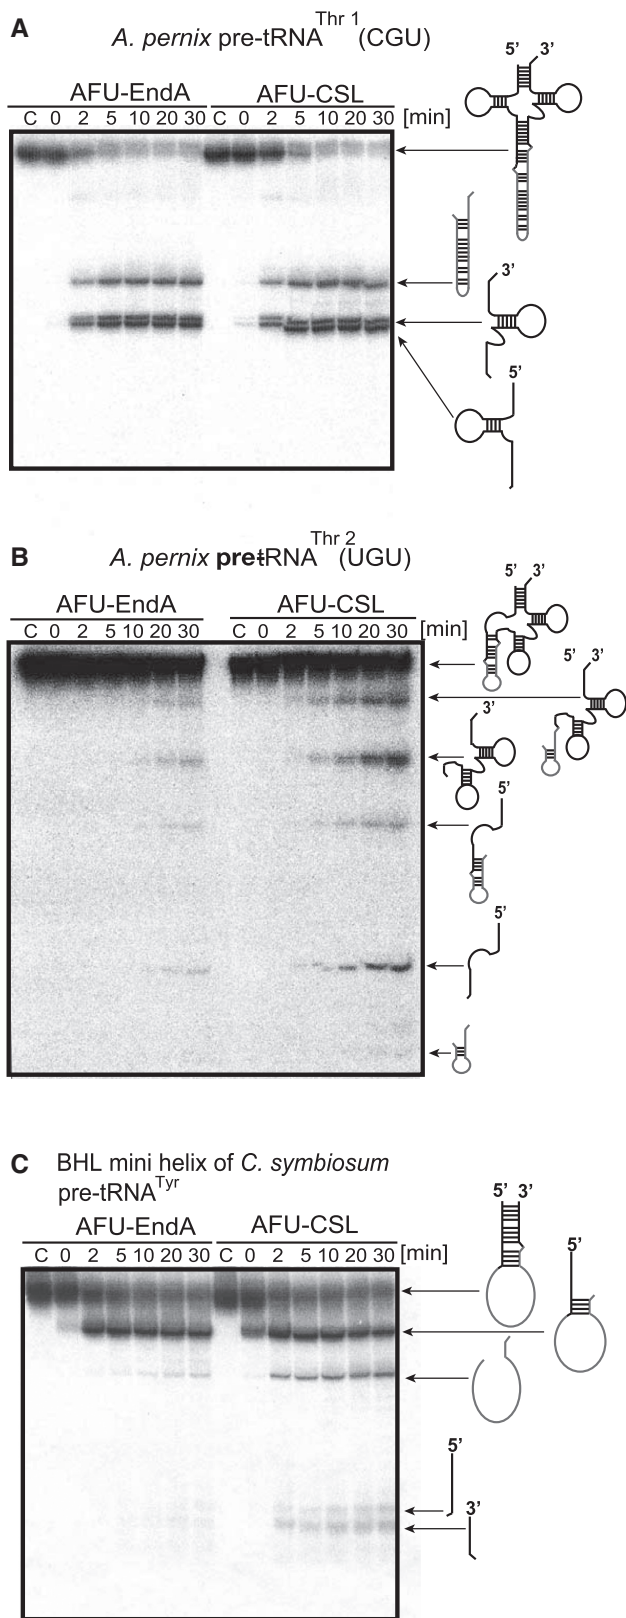 A
A. pernix pre-tRNA Thr 1 (CGU)
AFU-EndA AFU-CSL
C 0 2 5 10 20 30 C 0 2 5 10 20 30 [min]
5' 3'
3'
5'
B
A. pernix pre-tRNA Thr 2 (UGU)
AFU-EndA AFU-CSL
C 0 2 5 10 20 30 C 0 2 5 10 20 30 [min]
5' 3'
5' 3'
3'
5'
5'
C
BHL mini helix of C. symbiosum
pre-tRNA Tyr
AFU-EndA AFU-CSL
C 0 2 5 10 20 30 C 0 2 5 10 20 30 [min]
5' 3'
5'
5'
3'